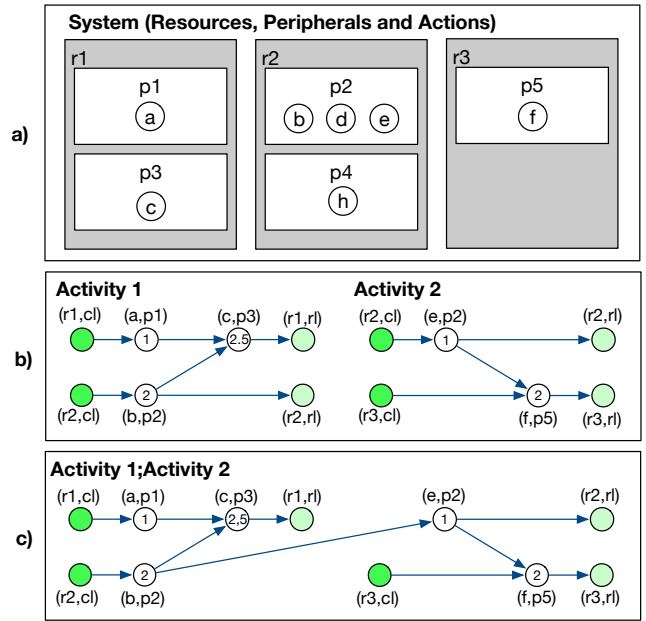 System (Resources, Peripherals and Actions)
r1 r2 r3
p1 p2 p5
a b d e f
a)
p3 p4
c h
Activity 1 Activity 2
(r1,cl) (a,p1) (c,p3) (r1,rl) (r2,cl) (e,p2) (r2,rl)
1 2.5 1
b)
2 2
(r2,cl) (b,p2) (r2,rl) (r3,cl) (f,p5) (r3,rl)
Activity 1;Activity 2
(r1,cl) (a,p1) (c,p3) (r1,rl) (e,p2) (r2,rl)
1 2,5 1
c)
2 2
(r2,cl) (b,p2) (r3,cl) (f,p5) (r3,rl)